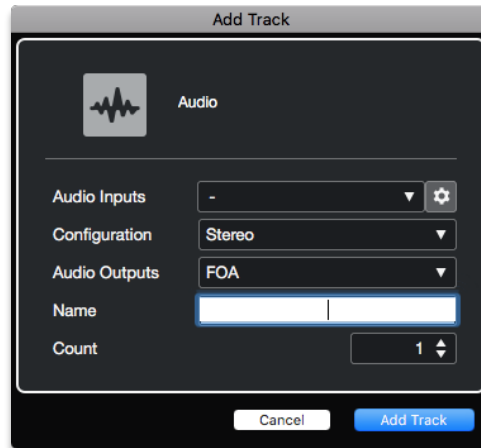 Add Track
Audio
Audio Inputs -
Configuration Stereo
Audio Outputs FOA
Name
Count 1
Cancel Add Track